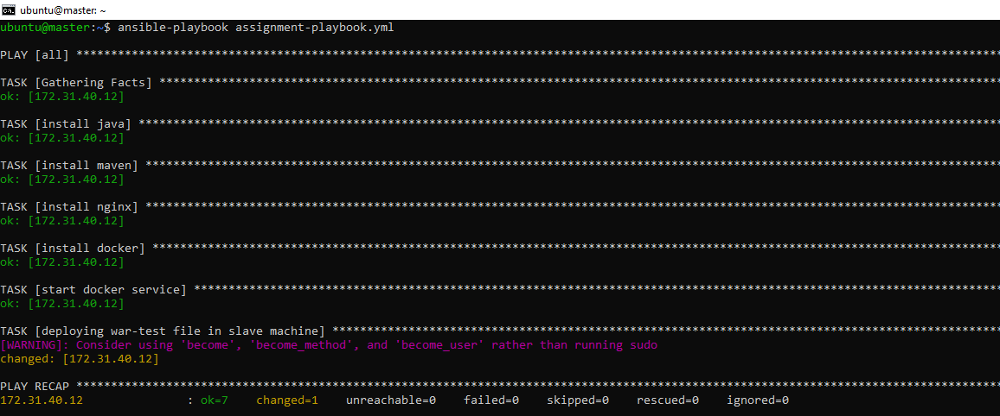 ubuntu@master: ~
ubuntu@master:~$ ansible-playbook assignment-playbook.yml
PLAY [all] *************************************************************************************************************************************
TASK [Gathering Facts] *************************************************************************************************************************
ok: [172.31.40.12]
TASK [install java] ****************************************************************************************************************************
ok: [172.31.40.12]
TASK [install maven] ***************************************************************************************************************************
ok: [172.31.40.12]
TASK [install nginx] ***************************************************************************************************************************
ok: [172.31.40.12]
TASK [install docker] **************************************************************************************************************************
ok: [172.31.40.12]
TASK [start docker service] ********************************************************************************************************************
ok: [172.31.40.12]
TASK [deploying war-test file in slave machine] ************************************************************************************************
[WARNING]: Consider using 'become', 'become_method', and 'become_user' rather than running sudo
changed: [172.31.40.12]
PLAY RECAP *************************************************************************************************************************************
172.31.40.12               : ok=7    changed=1    unreachable=0    failed=0    skipped=0    rescued=0    ignored=0